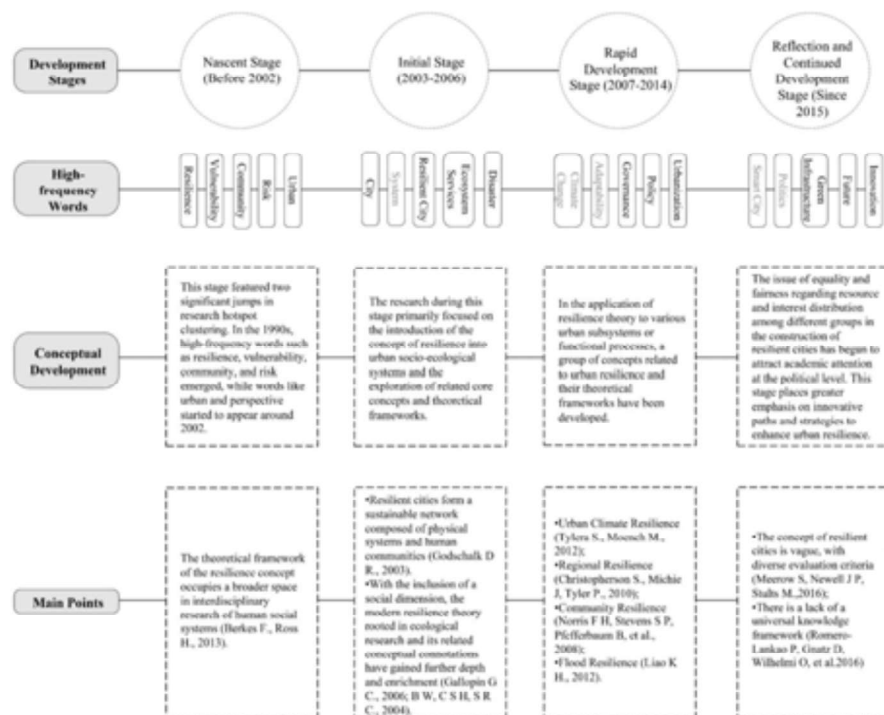 Development
Stages
Nascent Stage
(Before 2002)
Initial Stage
(2003-2006)
Rapid
Development
Stage (2007-2014)
Reflection and
Continued
Development
Stage (Since
2015)
High-
frequency
Words
Resilience
Vulnerability
Community
Risk
Urban
City
System
Resilient City
Ecosystem
Services
Disaster
Climate
Change
Adaptability
Governance
Policy
Urbanization
Smart City
Politics
Green
Infrastructure
Future
Innovation
Conceptual
Development
This stage featured two
significant jumps in
research hotspot
clustering. In the 1990s,
high-frequency words such
as resilience, vulnerability,
community, and risk
emerged, while words like
urban and perspective
started to appear around
2002.
The research during this
stage primarily focused on
the introduction of the
concept of resilience into
urban socio-ecological
systems and the
exploration of related core
concepts and theoretical
frameworks.
In the application of
resilience theory to various
urban subsystems or
functional processes, a
group of concepts related
to urban resilience and
their theoretical
frameworks have been
developed.
The issue of equality and
fairness regarding resource
and interest distribution
among different groups in
the construction of
resilient cities has begun to
attract academic attention
at the political level. This
stage places greater
emphasis on innovative
paths and strategies to
enhance urban resilience.
Main Points
The theoretical framework
of the resilience concept
occupies a broader space
in interdisciplinary
research of human social
systems (Berkes F., Ross
H., 2013).
•Resilient cities form a
sustainable network
composed of physical
systems and human
communities (Godschalk D
R., 2003).
•With the inclusion of a
social dimension, the
modern resilience theory
rooted in ecological
research and its related
conceptual connotations
have gained further depth
and enrichment (Gallopin G
C., 2006; B W, C S H, S R
C., 2004).
•Urban Climate Resilience
(Tylera S., Moench M.,
2012);
•Regional Resilience
(Christopherson S., Michie
J, Tyler P., 2010);
•Community Resilience
(Norris F H, Stevens S P,
Pfefferbaum B, et al.,
2008);
•Flood Resilience (Liao K
H., 2012).
•The concept of resilient
cities is vague, with
diverse evaluation criteria
(Meerow S, Newell J P,
Stults M.,2016);
•There is a lack of a
universal knowledge
framework (Romero-
Lankao P, Gnatz D,
Wilhelmi O, et al.2016)